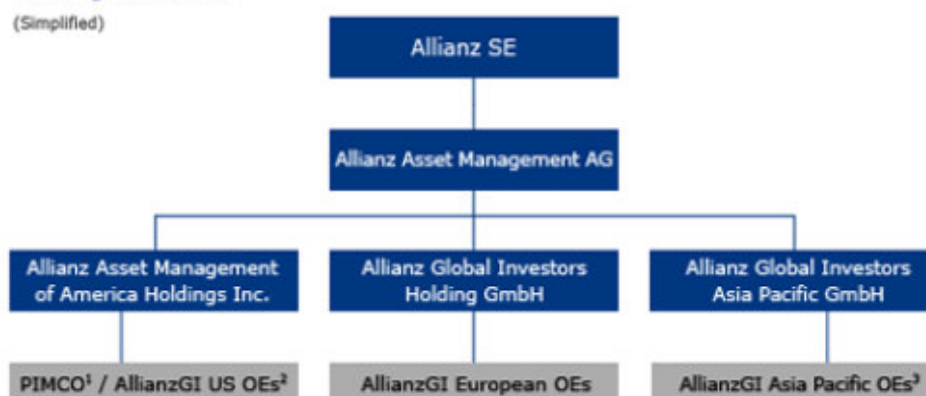 (Simplified)
Allianz SE
Allianz Asset Management AG
Allianz Asset Management
of America Holdings Inc.
Allianz Global Investors
Holding GmbH
Allianz Global Investors
Asia Pacific GmbH
PIMCO¹ / AllianzGI US OEs²
AllianzGI European OEs
AllianzGI Asia Pacific OEs³